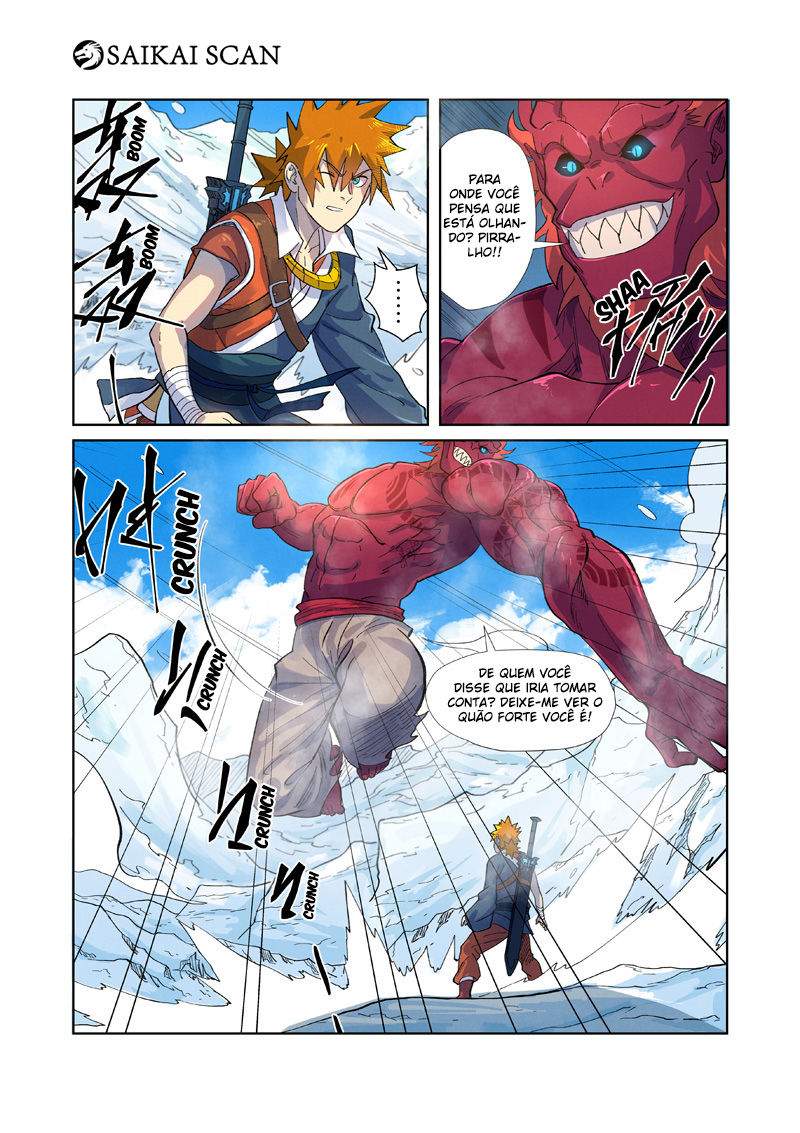 SAIKAI SCAN
BOOM
BOOM
.......
PARA
ONDE VOCÊ
PENSA QUE
ESTÁ OLHAN-
DO? PIRRA-
LHO!!
SHAA
CRUNCH
CRUNCH
CRUNCH
CRUNCH
DE QUEM VOCÊ
DISSE QUE IRIA TOMAR
CONTA? DEIXE-ME VER O
QUÃO FORTE VOCÊ É!